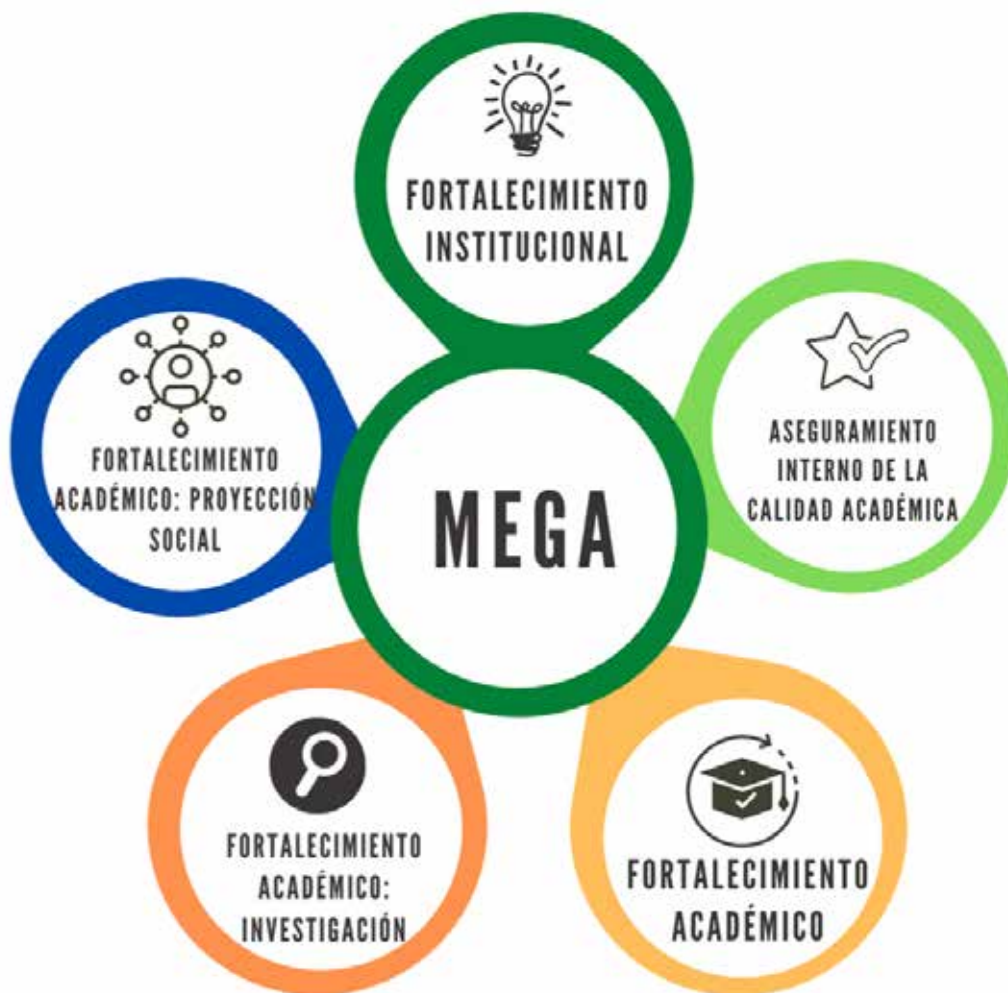 FORTALECIMIENTO
INSTITUCIONAL
FORTALECIMIENTO
ACADÉMICO: PROYECCIÓN
SOCIAL
ASEGURAMIENTO
INTERNO DE LA
CALIDAD ACADÉMICA
MEGA
FORTALECIMIENTO
ACADÉMICO:
INVESTIGACIÓN
FORTALECIMIENTO
ACADÉMICO